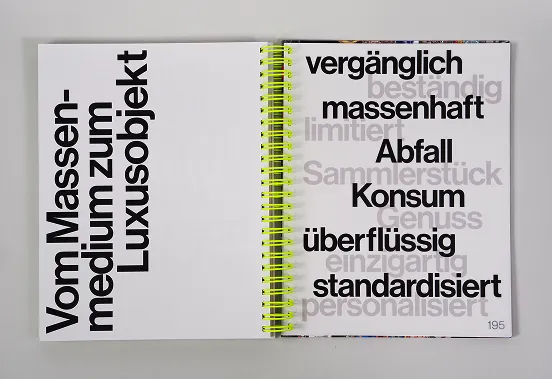 Vom Massen-
medium zum
Luxusobjekt
vergänglich
beständig
massenhaft
limitiert
Abfall
Sammlerstück
Konsum
Genuss
überflüssig
einzigartig
standardisiert
personalisiert
195